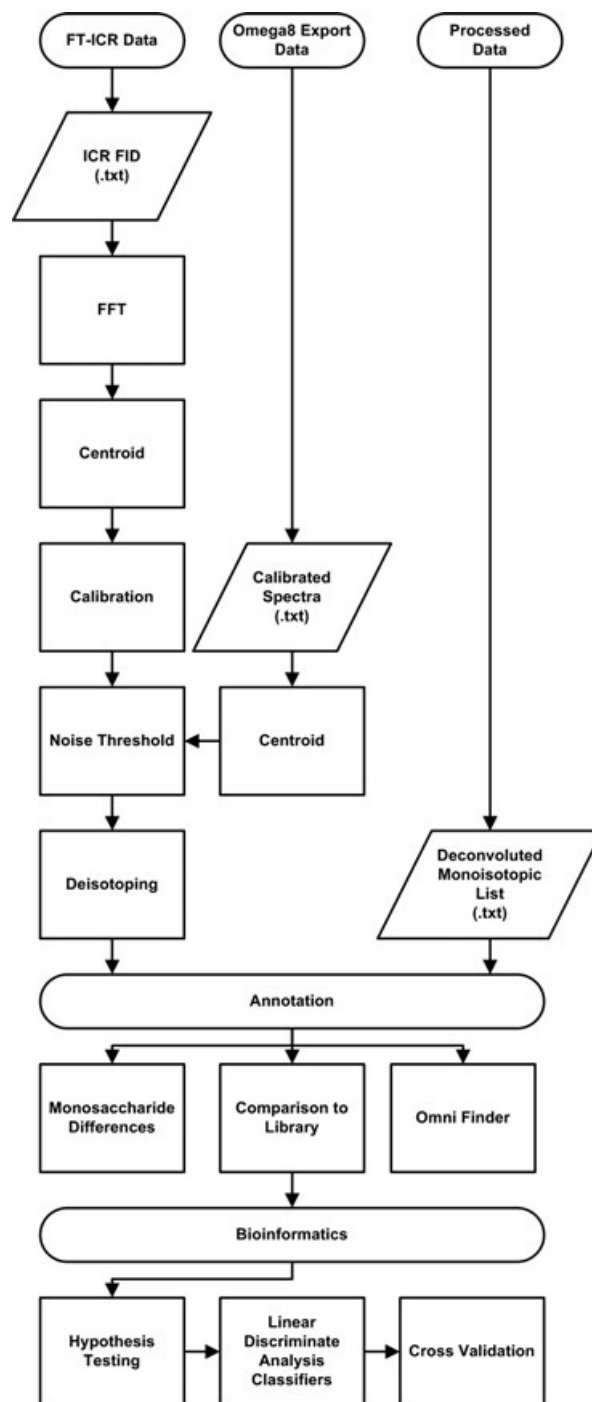 FT-ICR Data
Omega8 Export
Data
Processed
Data
ICR FID
(.txt)
FFT
Centroid
Calibration
Calibrated
Spectra
(.txt)
Noise Threshold
Centroid
Deisotoping
Deconvoluted
Monoisotopic
List
(.txt)
Annotation
Monosaccharide
Differences
Comparison to
Library
Omni Finder
Bioinformatics
Hypothesis
Testing
Linear
Discriminate
Analysis
Classifiers
Cross Validation